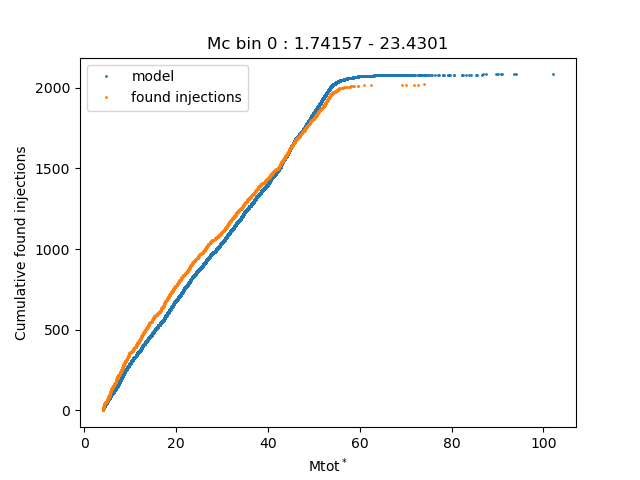 Mc bin 0 : 1.74157 - 23.4301
model
found injections
Cumulative found injections
2000
1500
1000
500
0
0 20 40 60 80 100
Mtot*